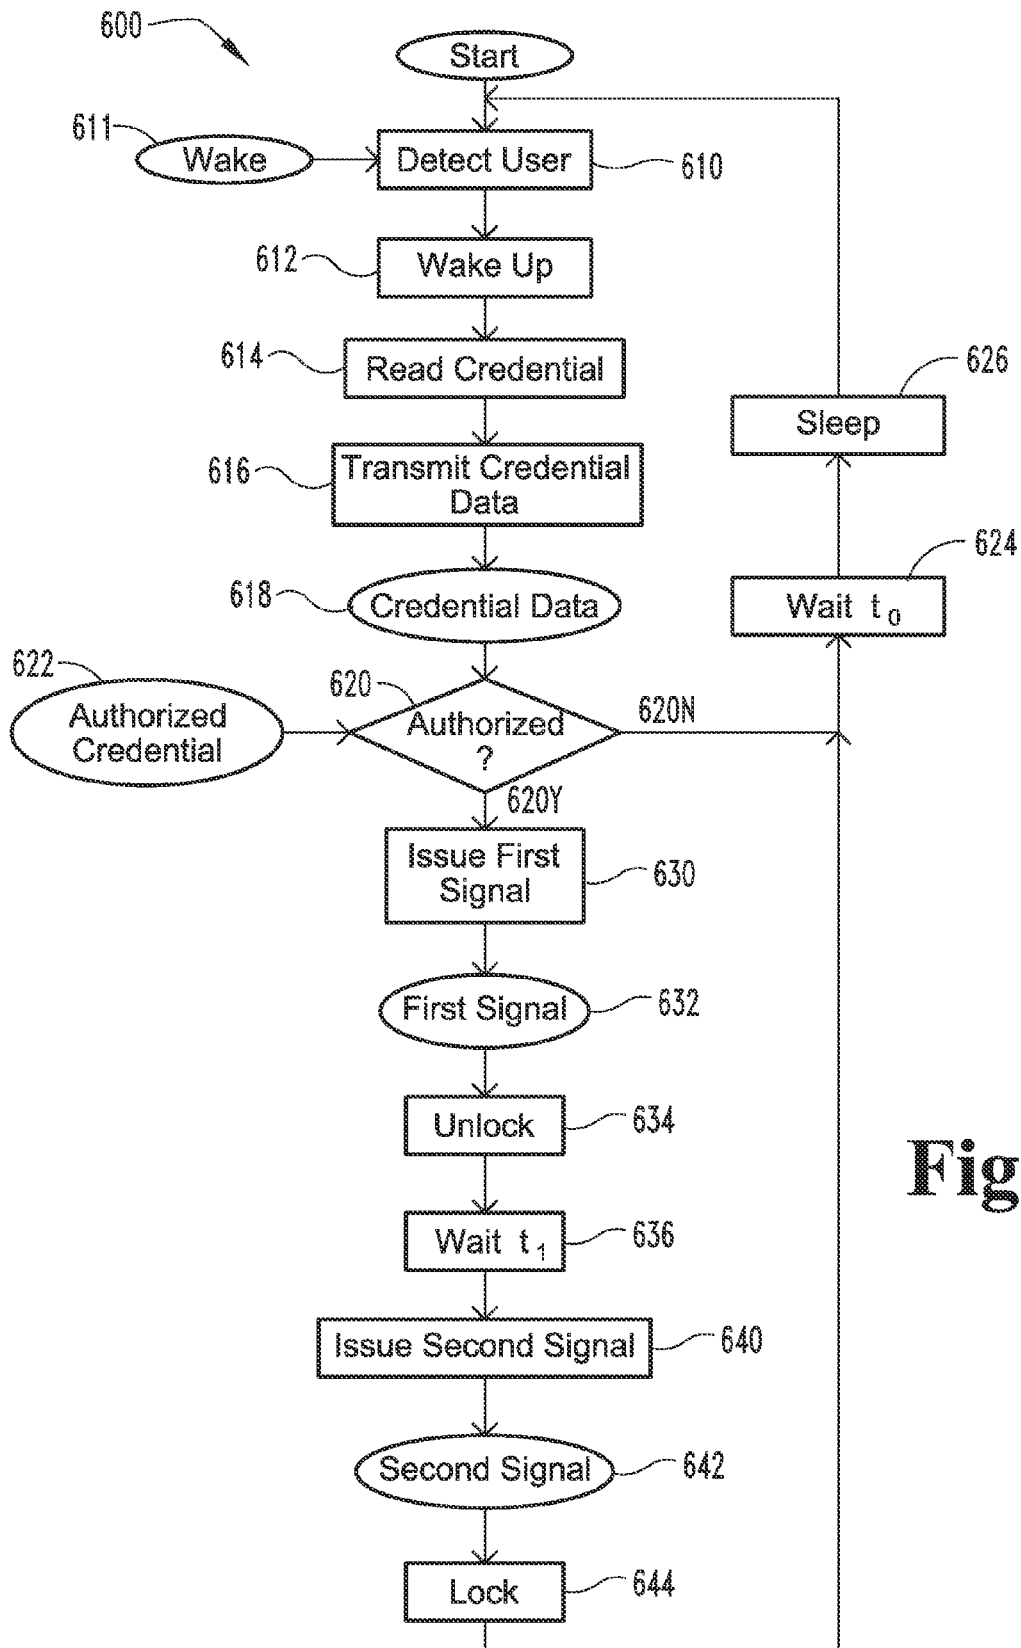 600
Start
611
Wake
Detect User
610
612
Wake Up
614
Read Credential
626
Sleep
616
Transmit Credential
Data
624
Wait t0
618
Credential Data
622
Authorized
Credential
620
Authorized
?
620N
620Y
Issue First
Signal
630
First Signal
632
Unlock
634
Fig
Wait t1
636
Issue Second Signal
640
Second Signal
642
Lock
644